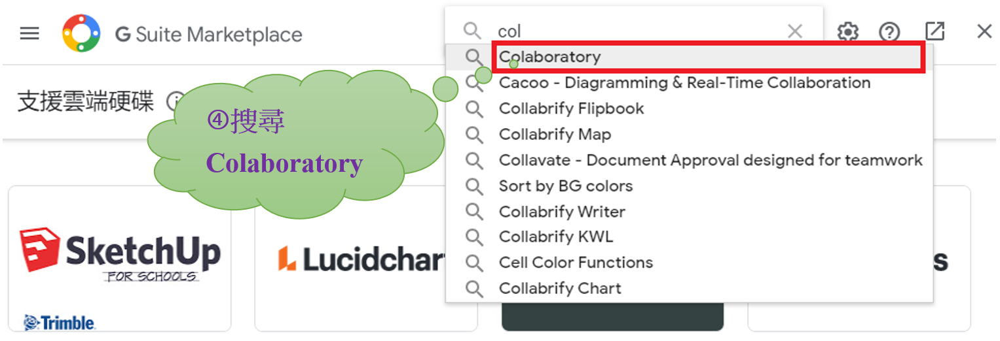 G Suite Marketplace
col
Colaboratory
Cacoo - Diagramming & Real-Time Collaboration
Collabrify Flipbook
Collabrify Map
Collavate - Document Approval designed for teamwork
Sort by BG colors
Collabrify Writer
Collabrify KWL
Cell Color Functions
Collabrify Chart
支援雲端硬碟
④搜尋
Colaboratory
SketchUp
FOR SCHOOLS
Trimble
Lucidchart
s